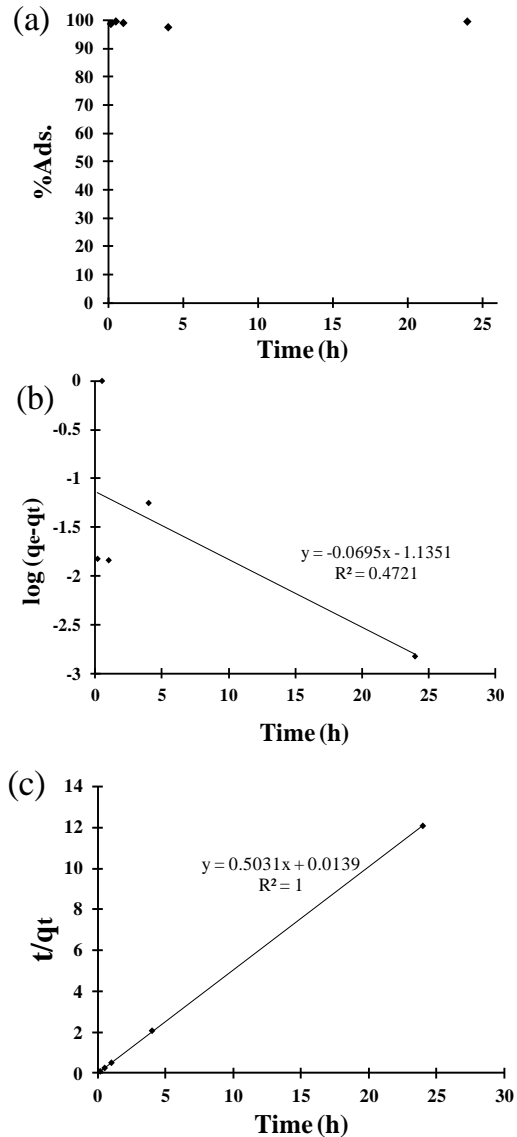 (a)
100
90
80
70
60
50
40
30
20
10
0
%Ads.
0 5 10 15 20 25
Time (h)
(b)
0
-0.5
-1
-1.5
-2
-2.5
-3
log (qe-qt)
y = -0.0695x - 1.1351
R² = 0.4721
0 5 10 15 20 25 30
Time (h)
(c)
14
12
10
8
6
4
2
0
t/qt
y = 0.5031x + 0.0139
R² = 1
0 5 10 15 20 25 30
Time (h)